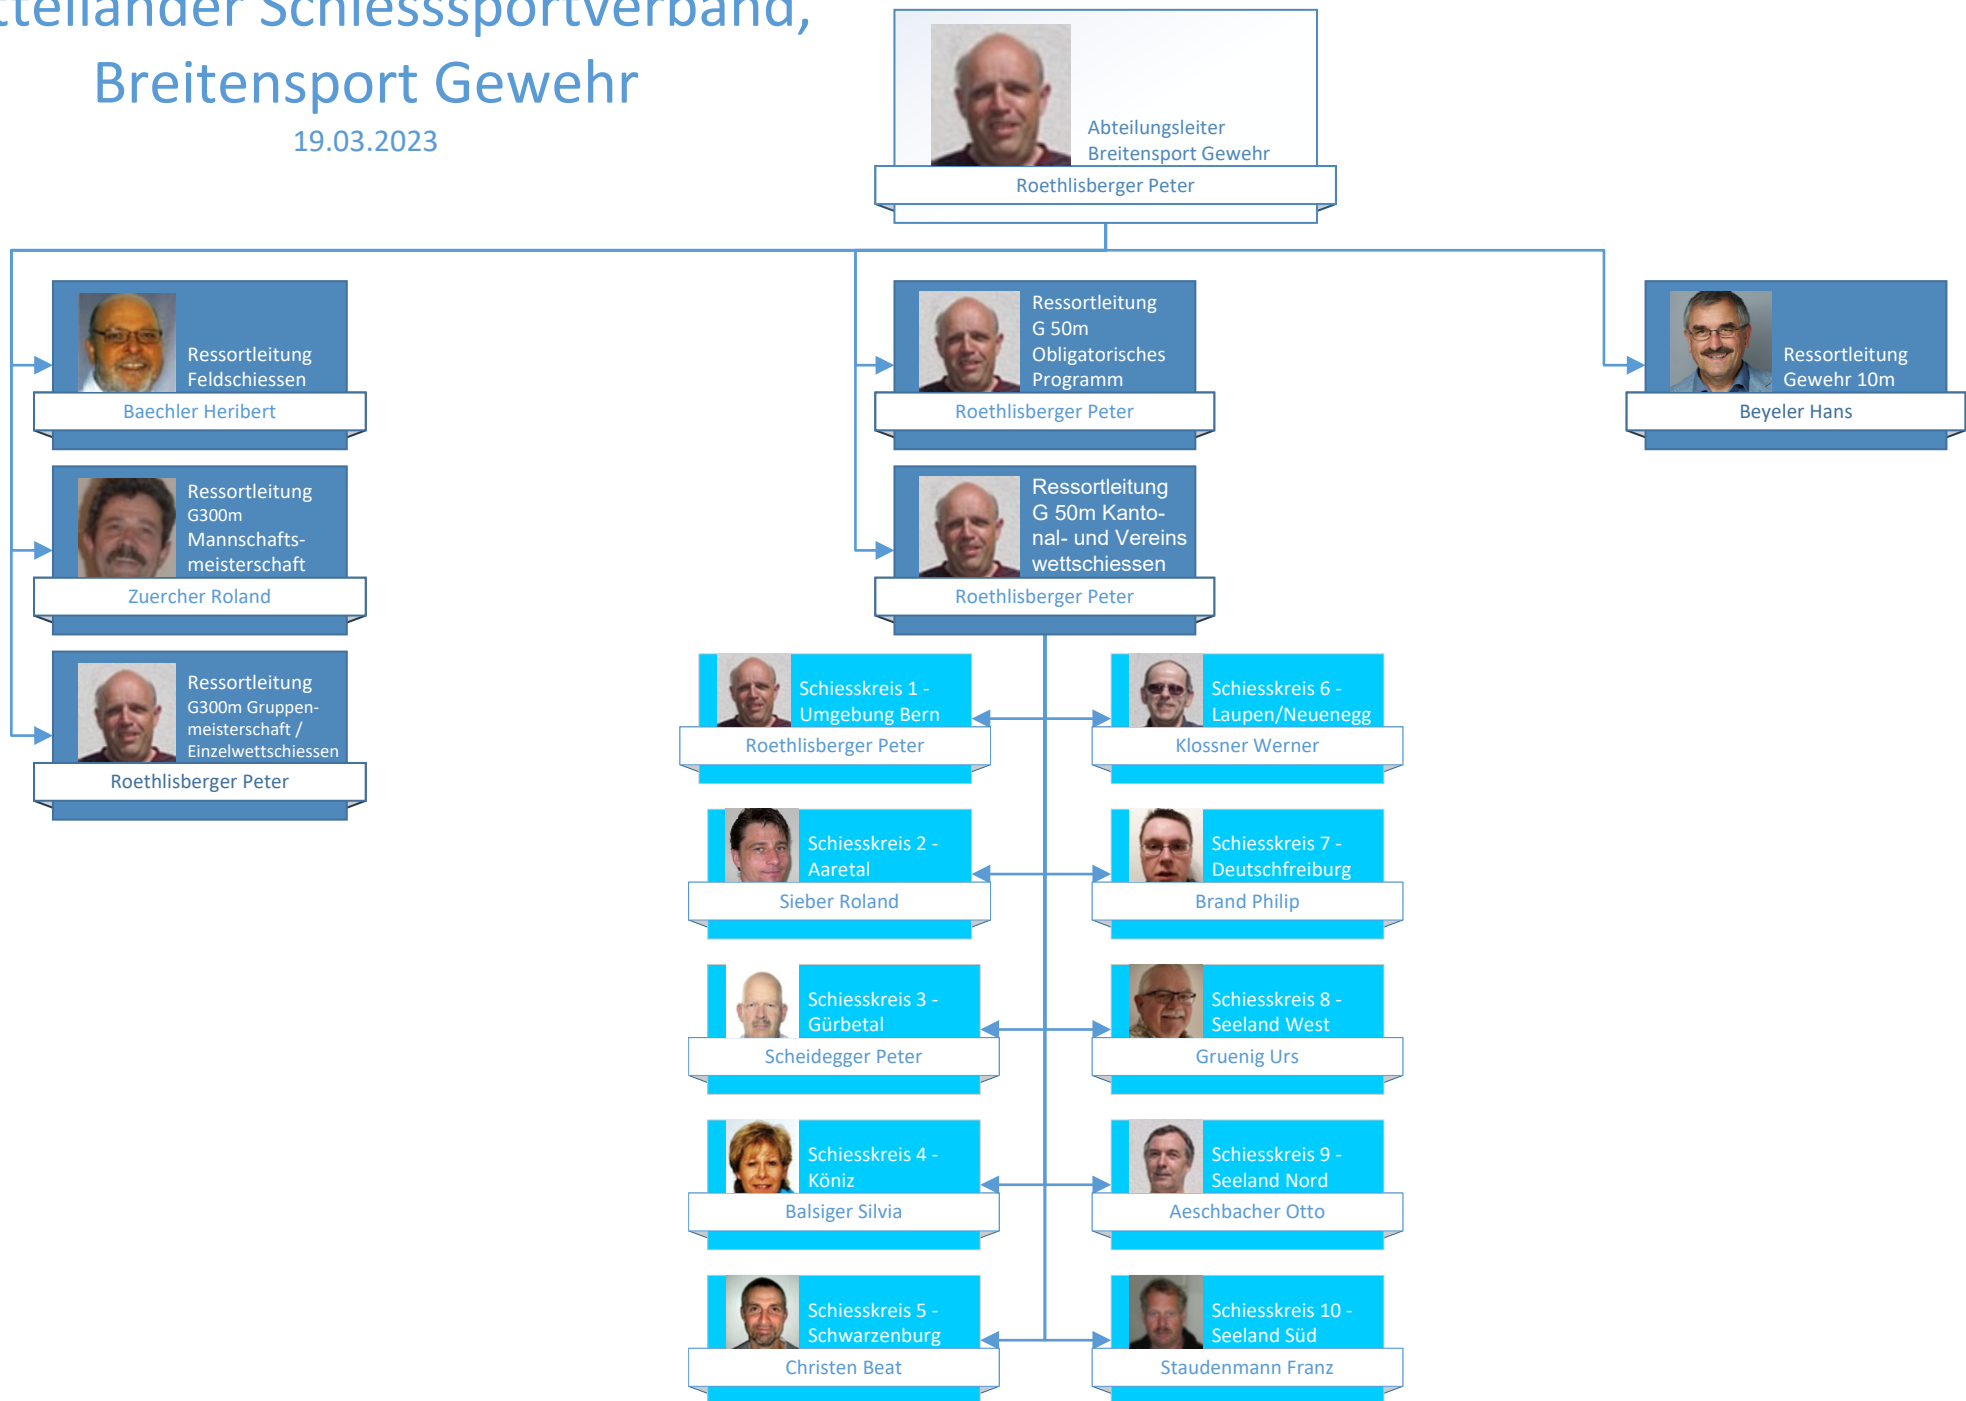 Schiesssportverband,
Breitensport Gewehr
19.03.2023
Abteilungsleiter
Breitensport Gewehr
Roethlisberger Peter
Ressortleitung
Feldschiessen
Baechler Heribert
Ressortleitung
G300m
Mannschafts-
meisterschaft
Zuercher Roland
Ressortleitung
G300m Gruppen-
meisterschaft /
Einzelwettschiessen
Roethlisberger Peter
Ressortleitung
G 50m
Obligatorisches
Programm
Roethlisberger Peter
Ressortleitung
G 50m Kanto-
nal- und Vereins
wettschiessen
Roethlisberger Peter
Ressortleitung
Gewehr 10m
Beyeler Hans
Schiesskreis 1 -
Umgebung Bern
Roethlisberger Peter
Schiesskreis 2 -
Aaretal
Sieber Roland
Schiesskreis 3 -
Gürbetal
Scheidegger Peter
Schiesskreis 4 -
Köniz
Balsiger Silvia
Schiesskreis 5 -
Schwarzenburg
Christen Beat
Schiesskreis 6 -
Laupen/Neuenegg
Klossner Werner
Schiesskreis 7 -
Deutschfreiburg
Brand Philip
Schiesskreis 8 -
Seeland West
Gruenig Urs
Schiesskreis 9 -
Seeland Nord
Aeschbacher Otto
Schiesskreis 10 -
Seeland Süd
Staudenmann Franz